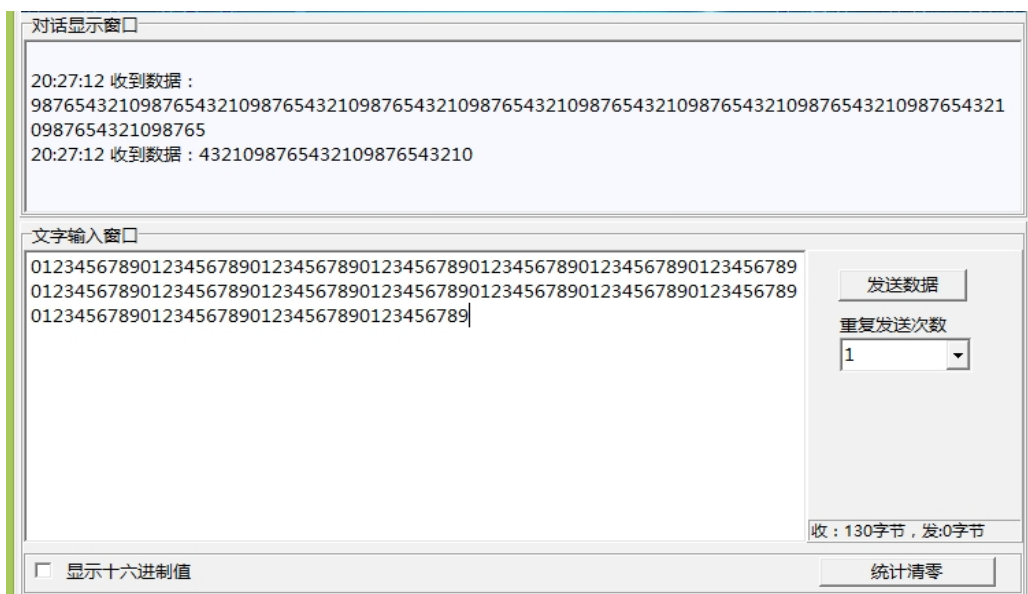 对话显示窗口
20:27:12 收到数据：
98765432109876543210987654321098765432109876543210987654321098765432109876543210987654321
0987654321098765
20:27:12 收到数据：4321098765432109876543210
文字输入窗口
0123456789012345678901234567890123456789012345678901234567890123456789
0123456789012345678901234567890123456789012345678901234567890123456789
0123456789012345678901234567890123456789
发送数据
重复发送次数
1
收：130字节，发:0字节
显示十六进制值
统计清零